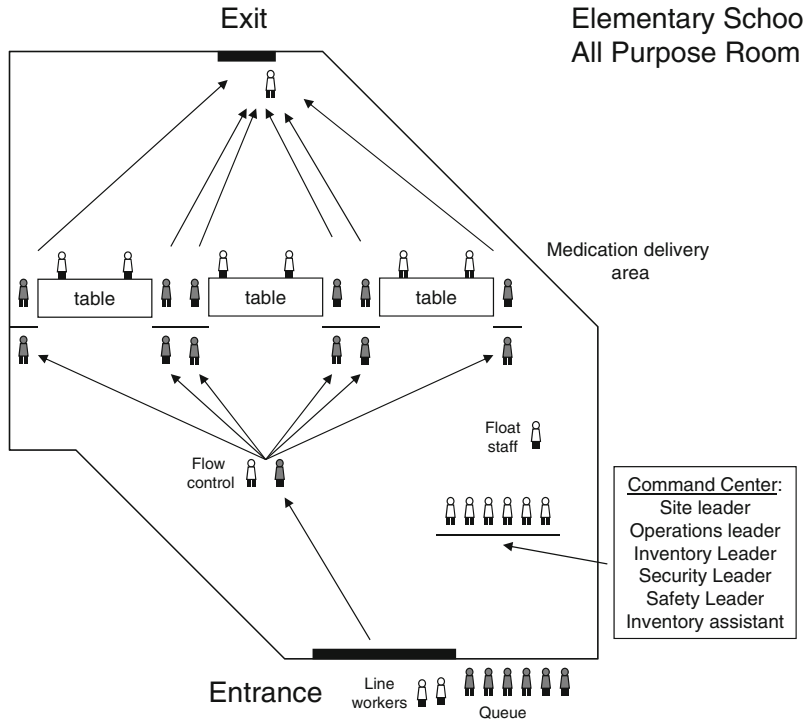 Exit
Elementary Schoo
All Purpose Room
Medication delivery
area
table
table
table
Float
staff
Flow
control
Command Center:
Site leader
Operations leader
Inventory Leader
Security Leader
Safety Leader
Inventory assistant
Entrance
Line
workers
Queue